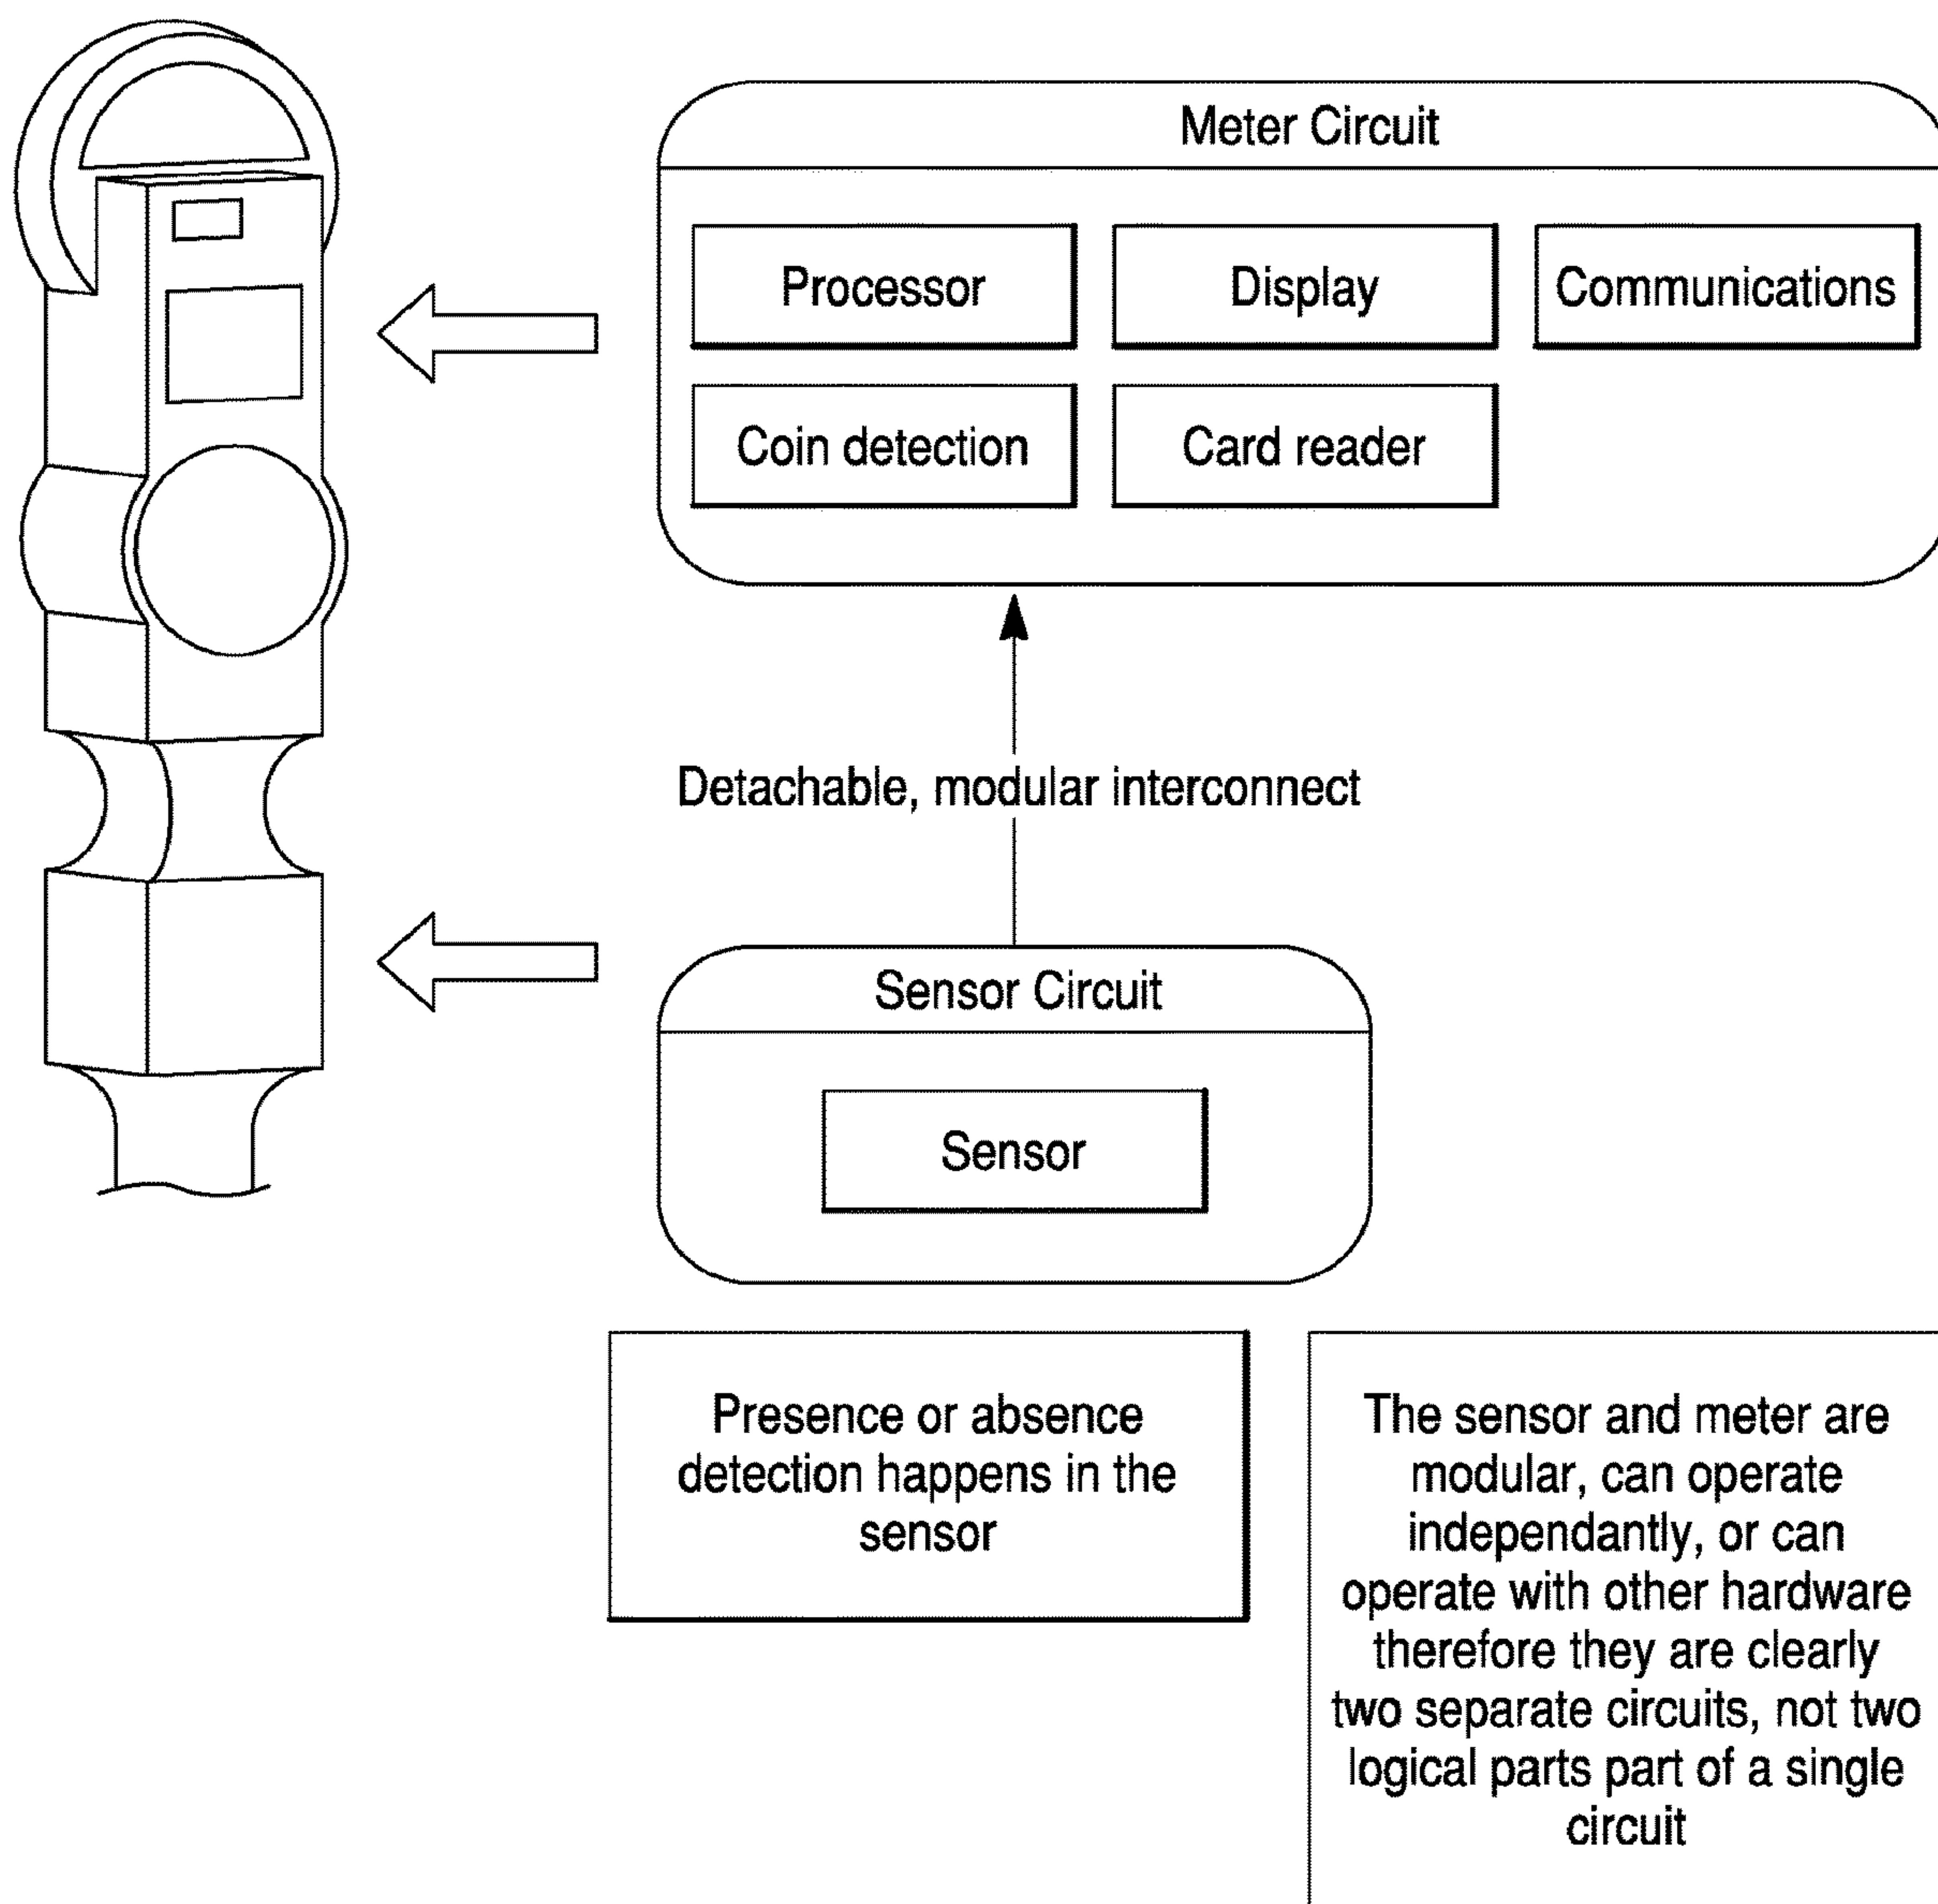 Meter Circuit
Processor
Display
Communications
Coin detection
Card reader
Detachable, modular interconnect
Sensor Circuit
Sensor
Presence or absence
detection happens in the
sensor
The sensor and meter are
modular, can operate
independantly, or can
operate with other hardware
therefore they are clearly
two separate circuits, not two
logical parts part of a single
circuit